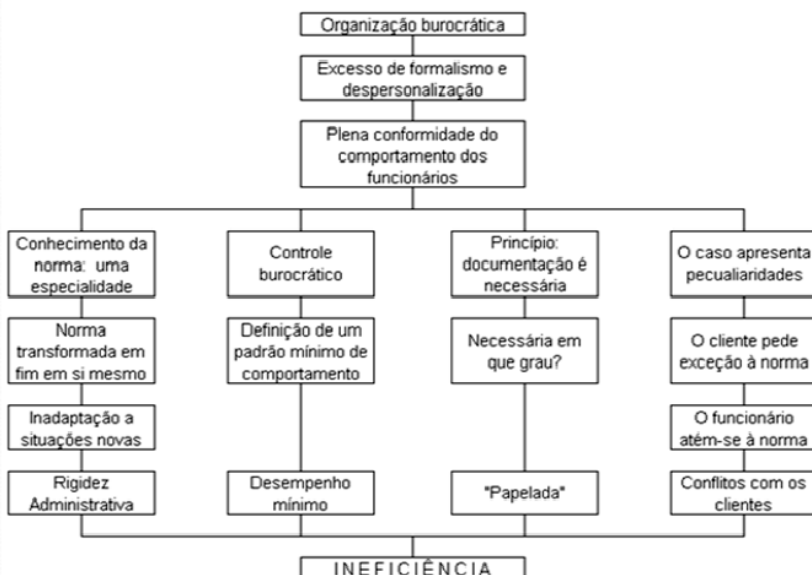 Organização burocrática
Excesso de formalismo e
despersonalização
Plena conformidade do
comportamento dos
funcionários
Conhecimento da
norma: uma
especialidade
Norma
transformada em
fim em si mesmo
Inadaptação a
situações novas
Rigidez
Administrativa
Controle
burocrático
Definição de um
padrão mínimo de
comportamento
Desempenho
mínimo
Princípio:
documentação é
necessária
Necessária em
que grau?
"Papelada"
O caso apresenta
pecualiaridades
O cliente pede
exceção à norma
O funcionário
atém-se à norma
Conflitos com os
clientes
INEFICIÊNCIA